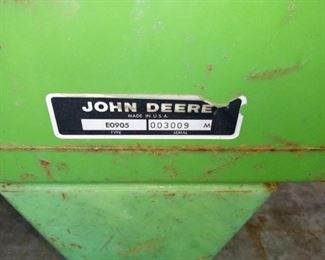 JOHN DEERE
MADE IN U.S.A.
E0905 003009 M
TYPE SERIAL